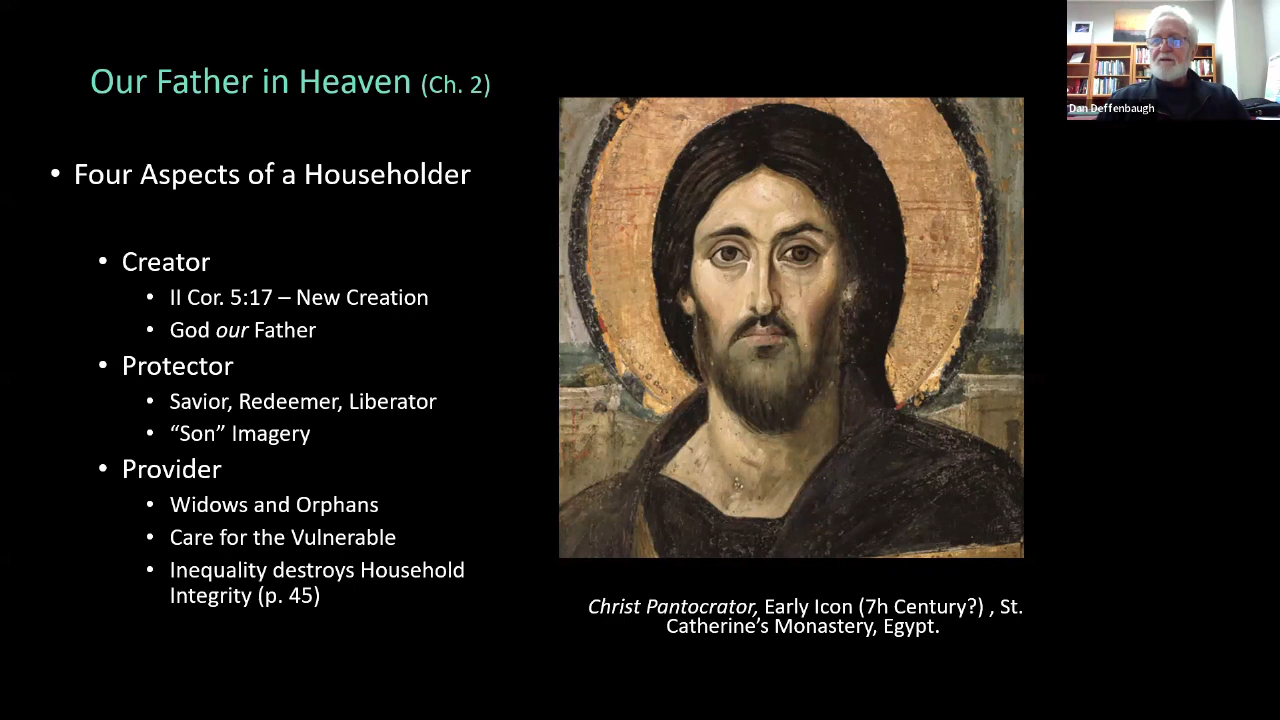 Our Father in Heaven (Ch. 2)
• Four Aspects of a Householder
• Creator
• II Cor. 5:17 – New Creation
• God our Father
• Protector
• Savior, Redeemer, Liberator
• “Son” Imagery
• Provider
• Widows and Orphans
• Care for the Vulnerable
• Inequality destroys Household
Integrity (p. 45)
Christ Pantocrator, Early Icon (7h Century?) , St.
Catherine’s Monastery, Egypt.
Dan Deffenbaugh